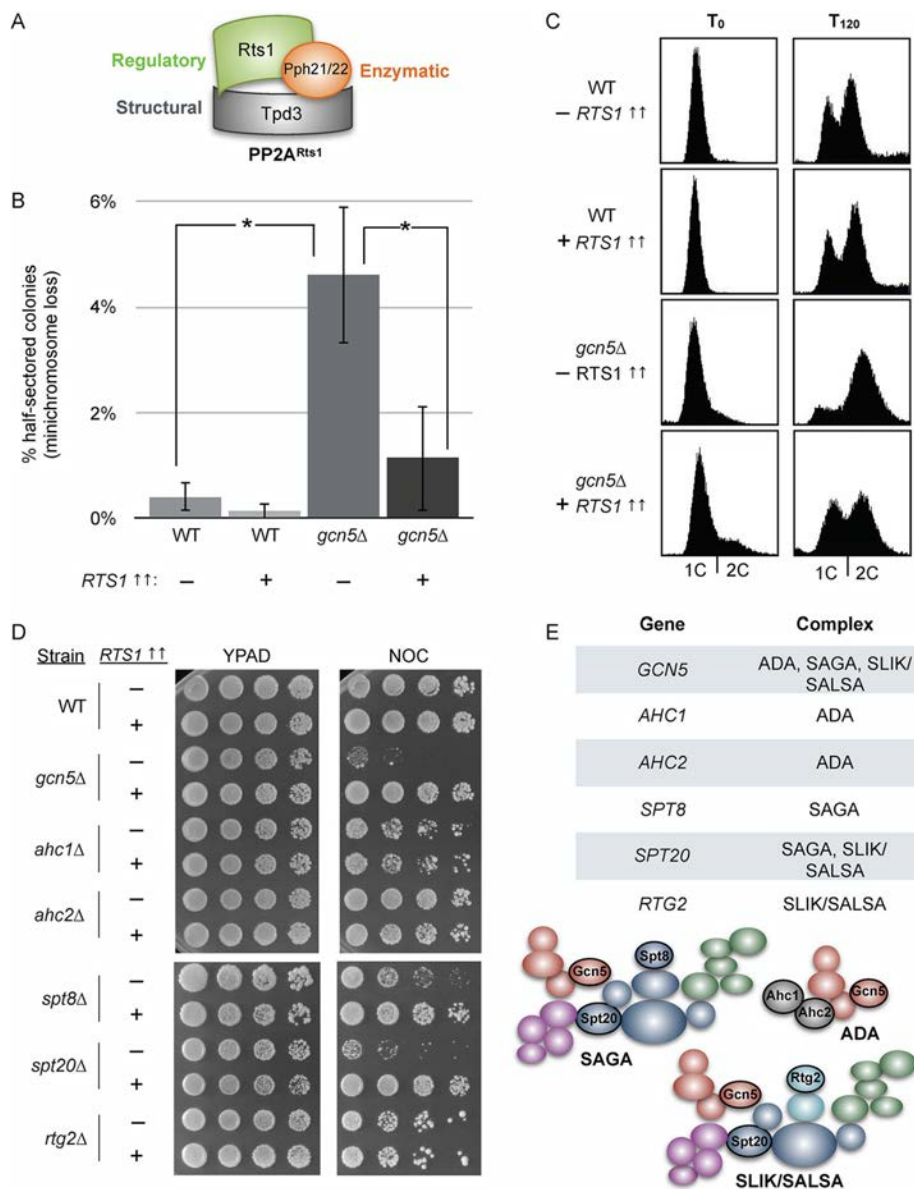 A
Regulatory
Rts1
Pph21/22
Enzymatic
Structural
Tpd3
PP2A^Rts1
B
% half-sectored colonies
(minichromosome loss)
6%
4%
2%
0%
*
*
WT
WT
gcn5Δ
gcn5Δ
RTS1 ↑↑:
–
+
–
+
C
T0
T120
WT
– RTS1 ↑↑
WT
+ RTS1 ↑↑
gcn5Δ
– RTS1 ↑↑
gcn5Δ
+ RTS1 ↑↑
1C | 2C
1C | 2C
D
Strain
RTS1 ↑↑
YPAD
NOC
WT
–
+
gcn5Δ
–
+
ahc1Δ
–
+
ahc2Δ
–
+
spt8Δ
–
+
spt20Δ
–
+
rtg2Δ
–
+
E
Gene
Complex
GCN5
ADA, SAGA, SLIK/
SALSA
AHC1
ADA
AHC2
ADA
SPT8
SAGA
SPT20
SAGA, SLIK/
SALSA
RTG2
SLIK/SALSA
Gcn5
Spt8
Spt20
SAGA
Ahc1
Ahc2
Gcn5
ADA
Gcn5
Rtg2
Spt20
SLIK/SALSA